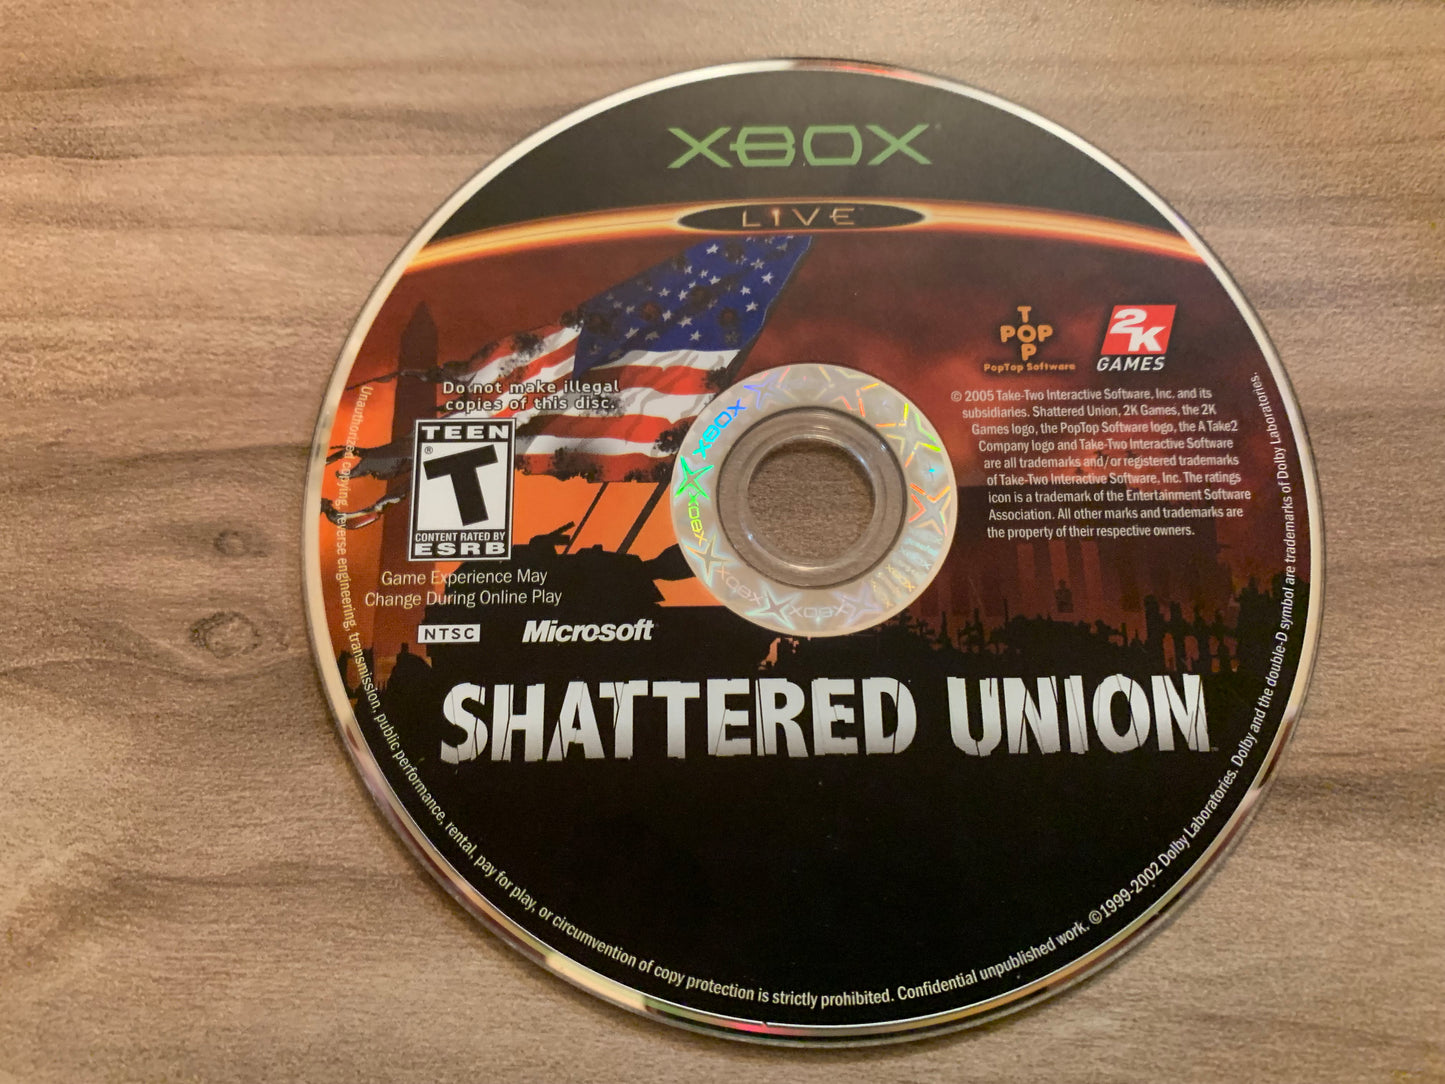 XBOX
LIVE™
TOP
POP
PopTop Software
2K
GAMES
Do not make illegal
copies of this disc.
TEEN
T
®
CONTENT RATED BY
ESRB
Game Experience May
Change During Online Play
NTSC
Microsoft
© 2005 Take-Two Interactive Software, Inc. and its
subsidiaries. Shattered Union, 2K Games, the 2K
Games logo, the PopTop Software logo, the A Take2
Company logo and Take-Two Interactive Software
are all trademarks and/or registered trademarks
of Take-Two Interactive Software, Inc. The ratings
icon is a trademark of the Entertainment Software
Association. All other marks and trademarks are
the property of their respective owners.
XBOX XBOX XBOX XBOX XBOX XBOX
SHATTERED UNION
Unauthorized copying, reverse engineering, transmission, public performance, rental, pay for play, or circumvention of copy protection is strictly prohibited. Confidential unpublished work. ©1999-2002 Dolby Laboratories. Dolby and the double-D symbol are trademarks of Dolby Laboratories.